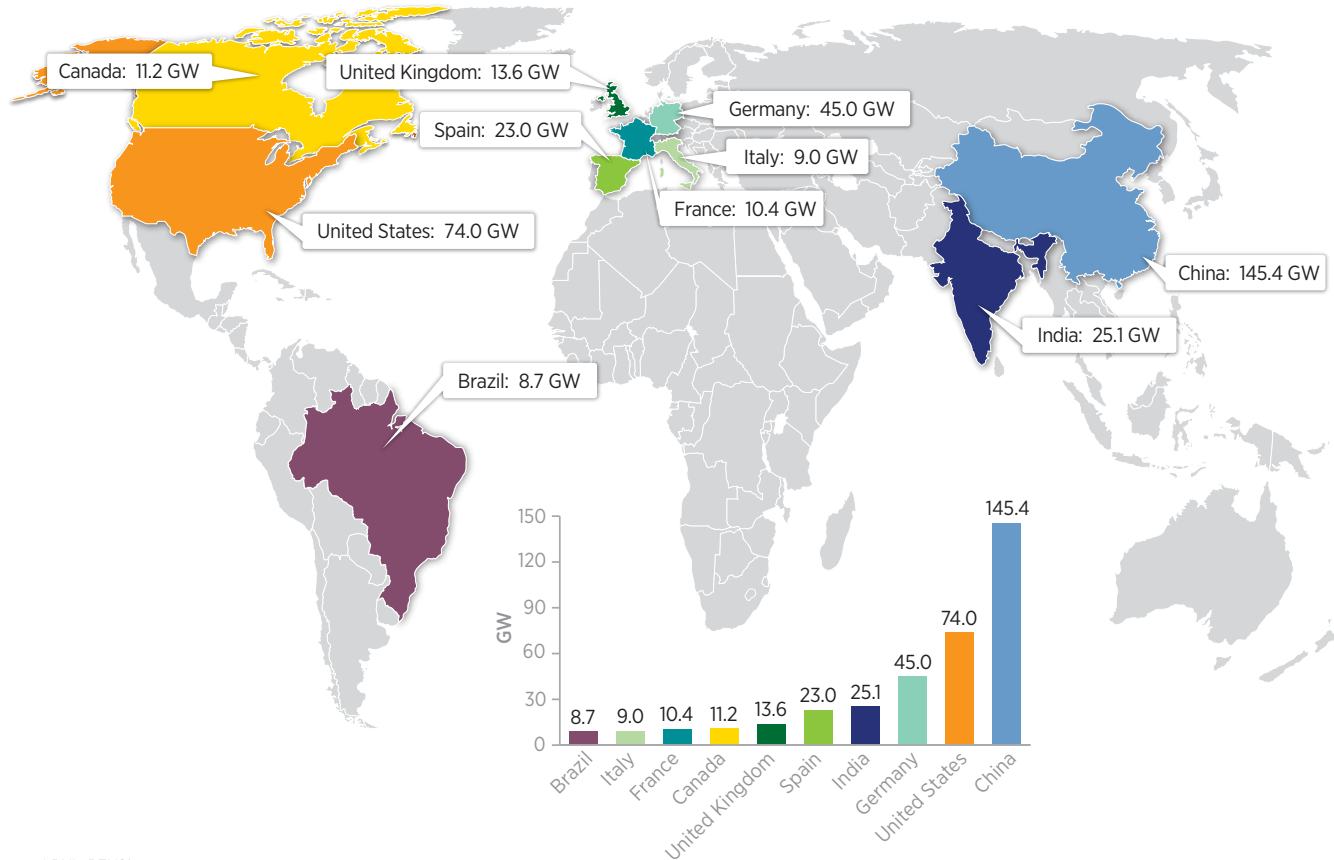 Canada: 11.2 GW
United Kingdom: 13.6 GW
Germany: 45.0 GW
Spain: 23.0 GW
Italy: 9.0 GW
France: 10.4 GW
United States: 74.0 GW
China: 145.4 GW
India: 25.1 GW
Brazil: 8.7 GW
GW
150
120
90
60
30
0
8.7
9.0
10.4
11.2
13.6
23.0
25.1
45.0
74.0
145.4
Brazil
Italy
France
Canada
United Kingdom
Spain
India
Germany
United States
China